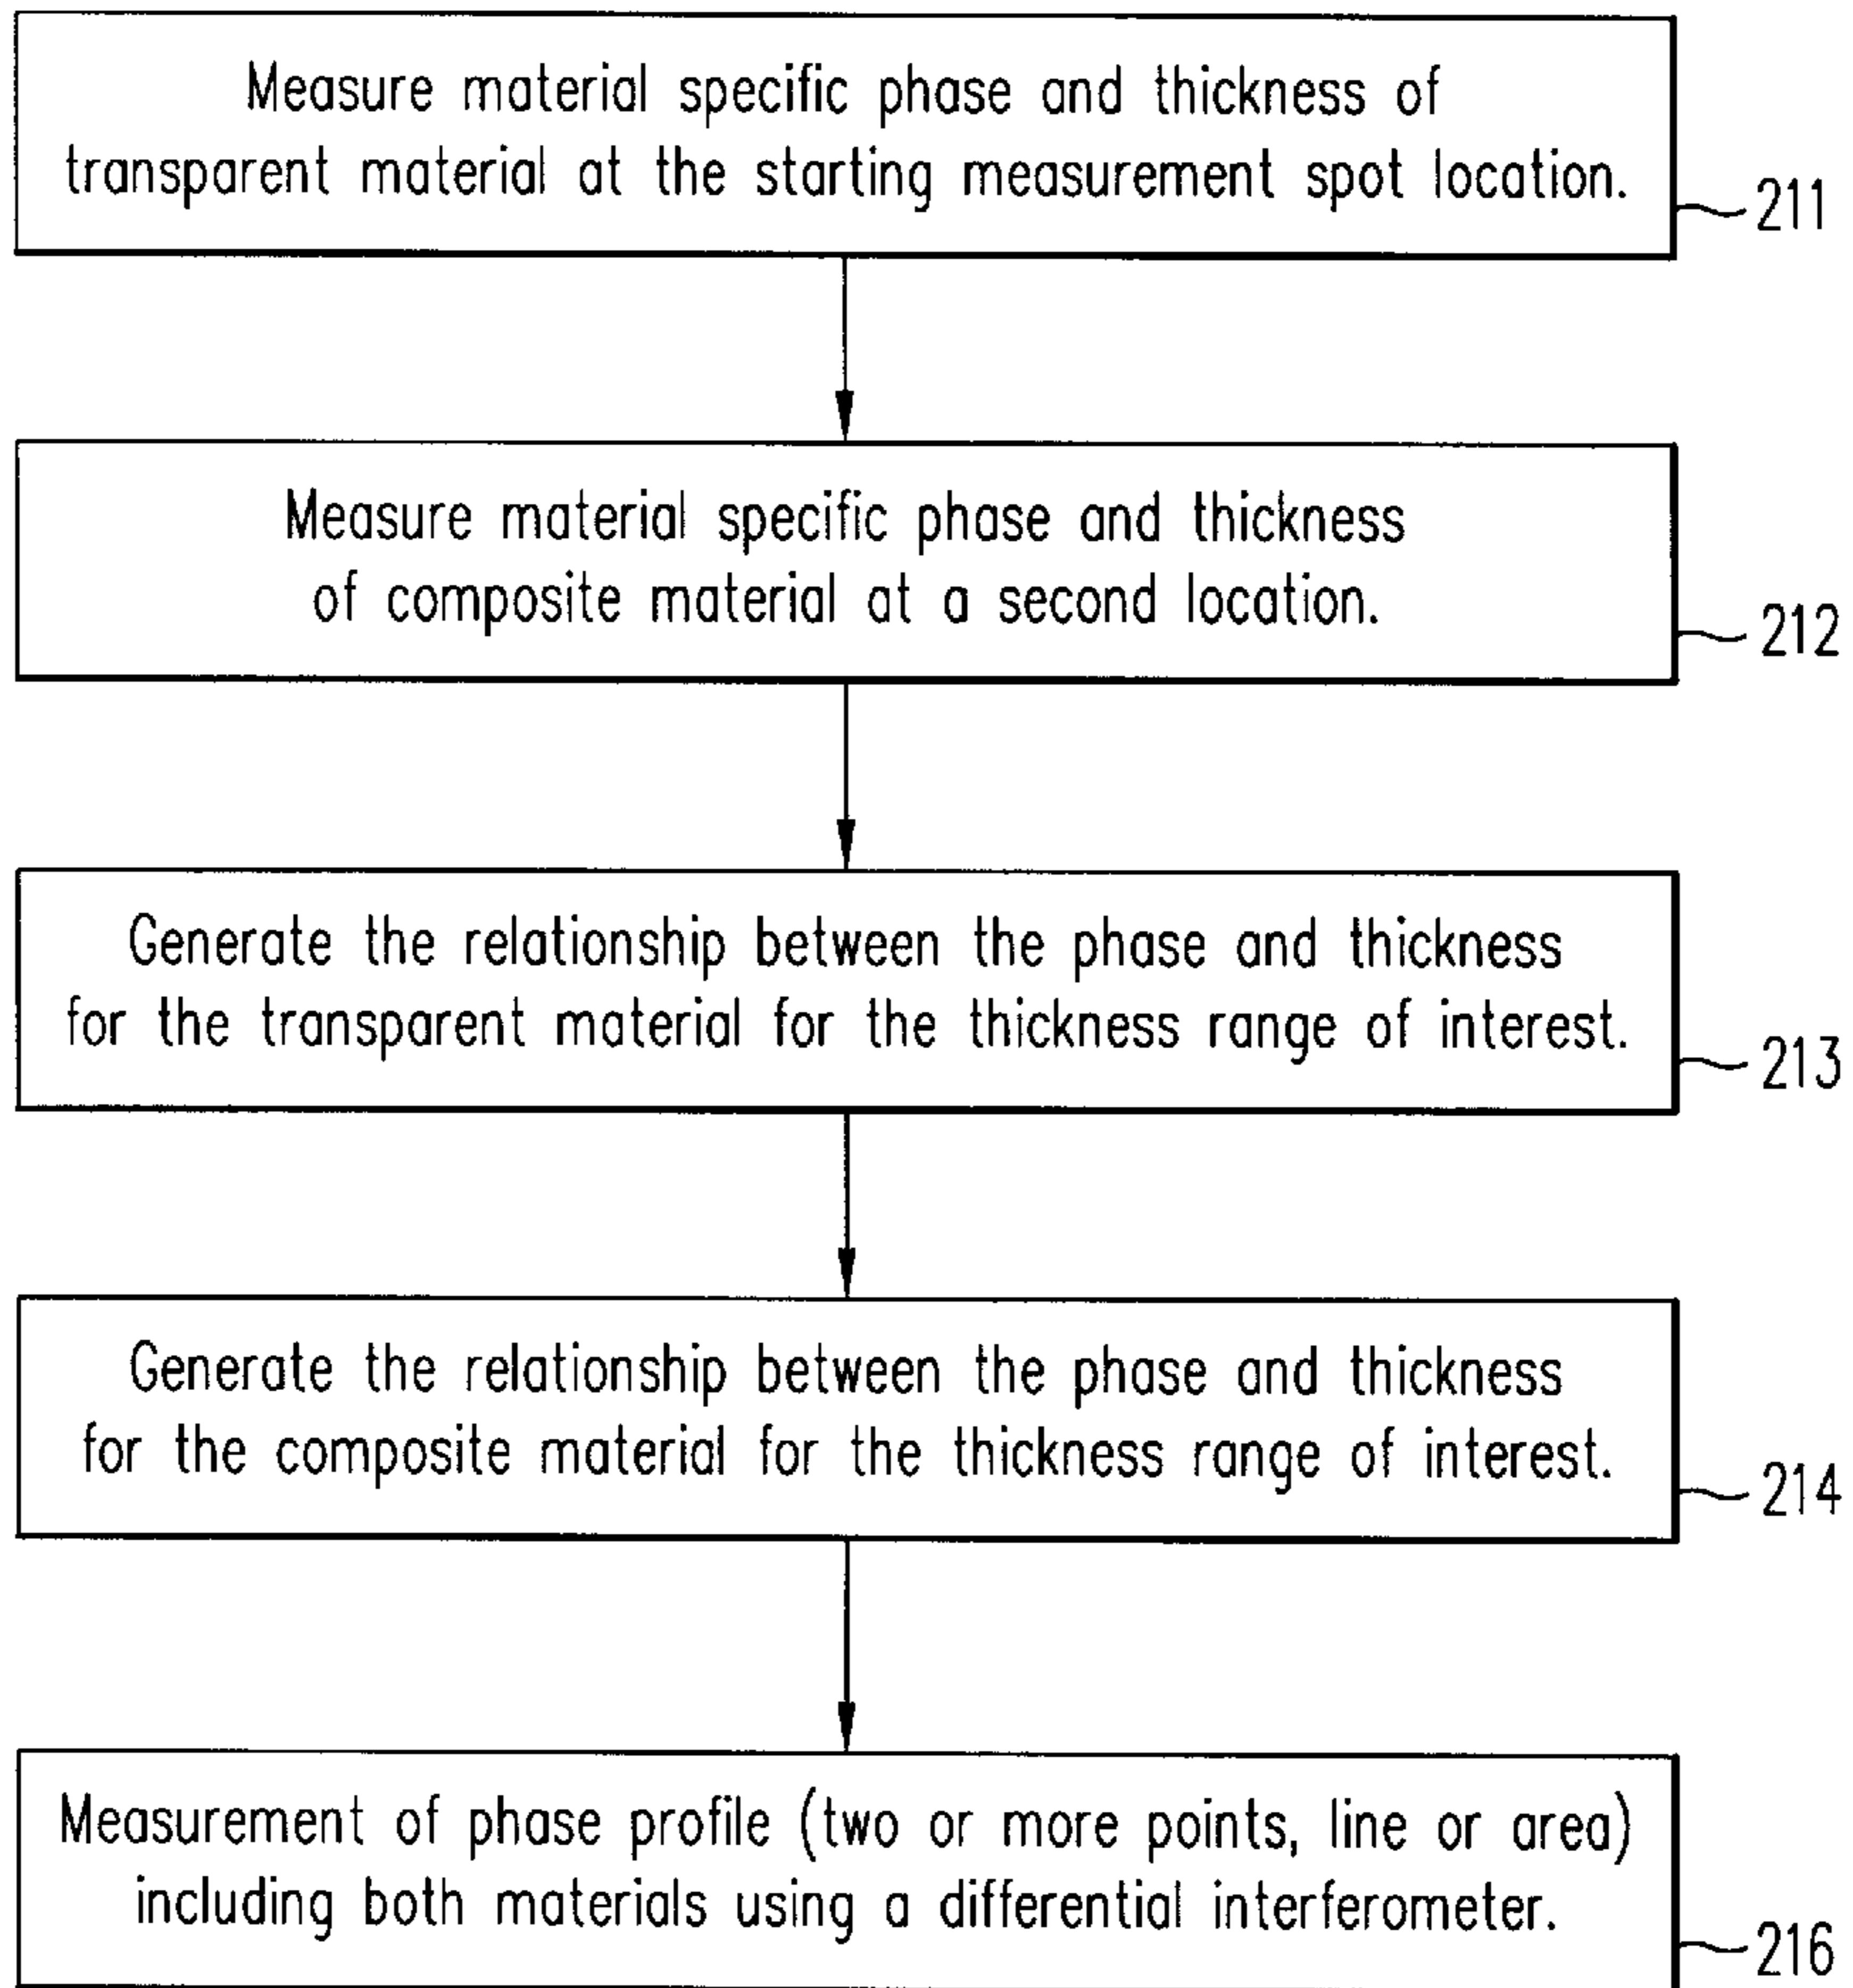 Measure material specific phase and thickness of
transparent material at the starting measurement spot location.
211
Measure material specific phase and thickness
of composite material at a second location.
212
Generate the relationship between the phase and thickness
for the transparent material for the thickness range of interest.
213
Generate the relationship between the phase and thickness
for the composite material for the thickness range of interest.
214
Measurement of phase profile (two or more points, line or area)
including both materials using a differential interferometer.
216